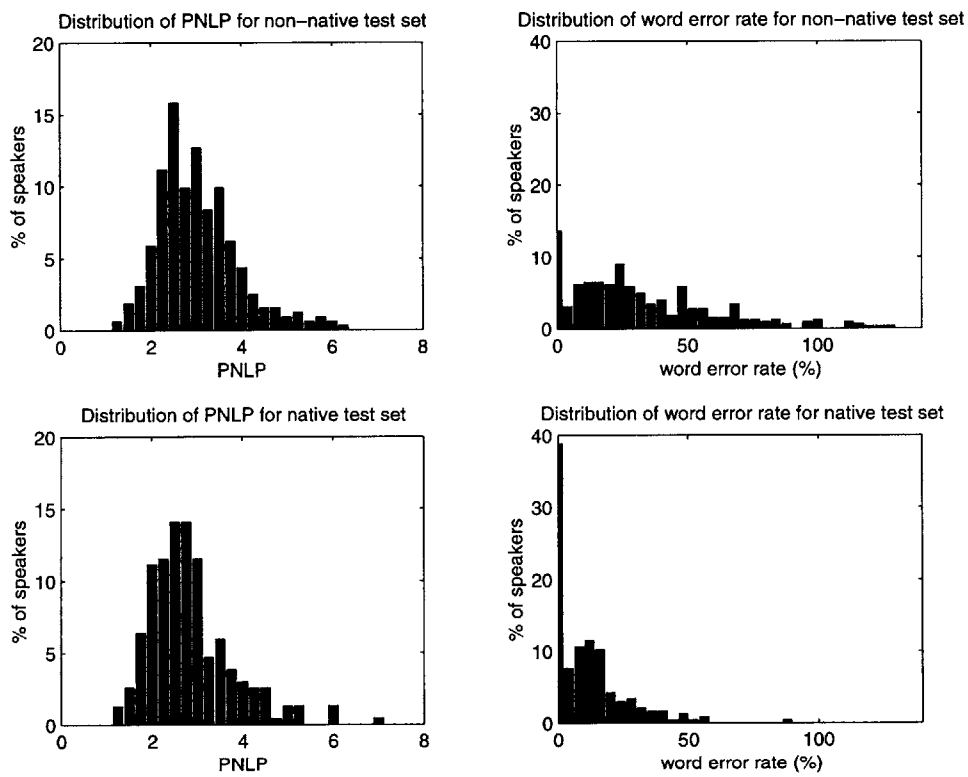 Distribution of PNLP for non−native test set
20
15
10
5
0
% of speakers
0 2 4 6 8
PNLP
Distribution of word error rate for non−native test set
40
30
20
10
0
% of speakers
0 50 100
word error rate (%)
Distribution of PNLP for native test set
20
15
10
5
0
% of speakers
0 2 4 6 8
PNLP
Distribution of word error rate for native test set
40
30
20
10
0
% of speakers
0 50 100
word error rate (%)